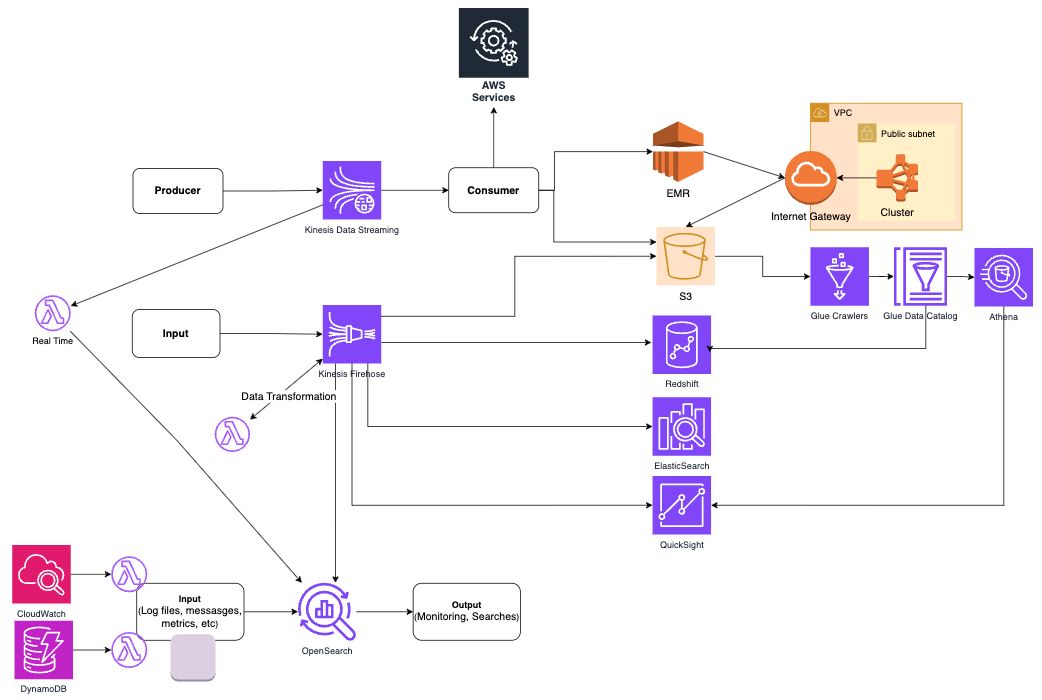 AWS
Services
VPC
Public subnet
Producer
Kinesis Data Streaming
Consumer
EMR
Internet Gateway
Cluster
S3
Glue Crawlers
Glue Data Catalog
Athena
Real Time
Input
Kinesis Firehose
Redshift
Data Transformation
ElasticSearch
QuickSight
CloudWatch
Input
(Log files, messasges,
metrics, etc)
OpenSearch
Output
(Monitoring, Searches)
DynamoDB